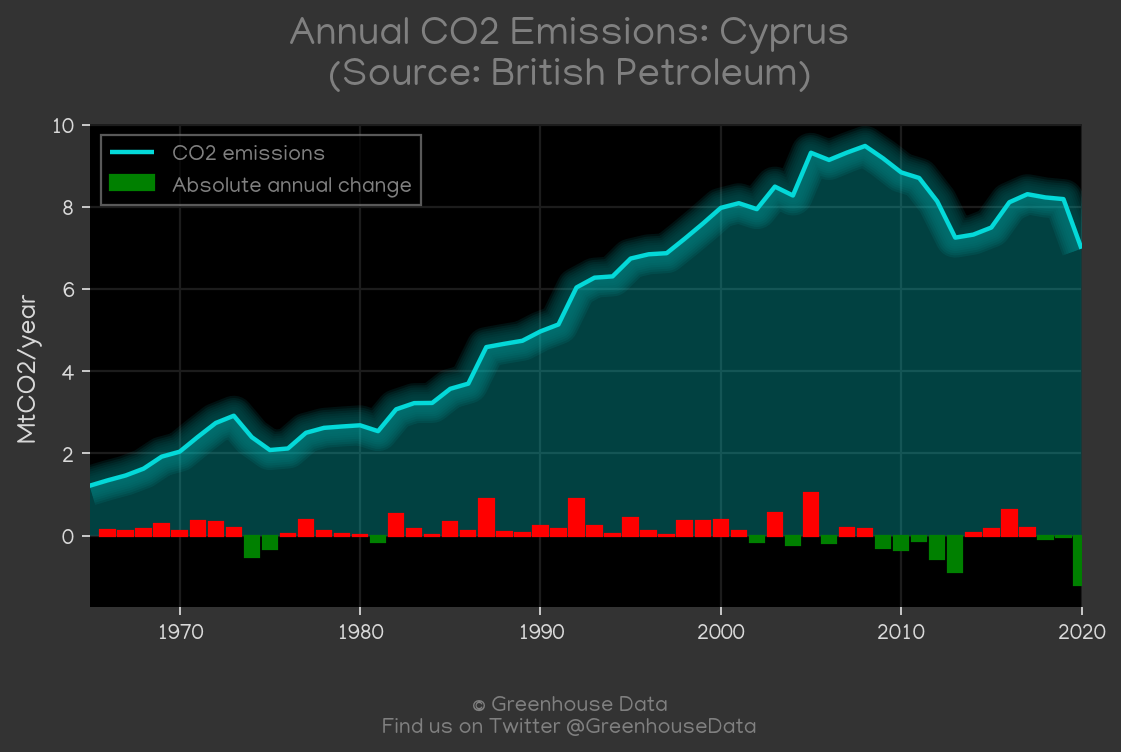 Annual CO2 Emissions: Cyprus
(Source: British Petroleum)
10
CO2 emissions
Absolute annual change
8
6
4
2
0
MtCO2/year
1970 1980 1990 2000 2010 2020
© Greenhouse Data
Find us on Twitter @GreenhouseData